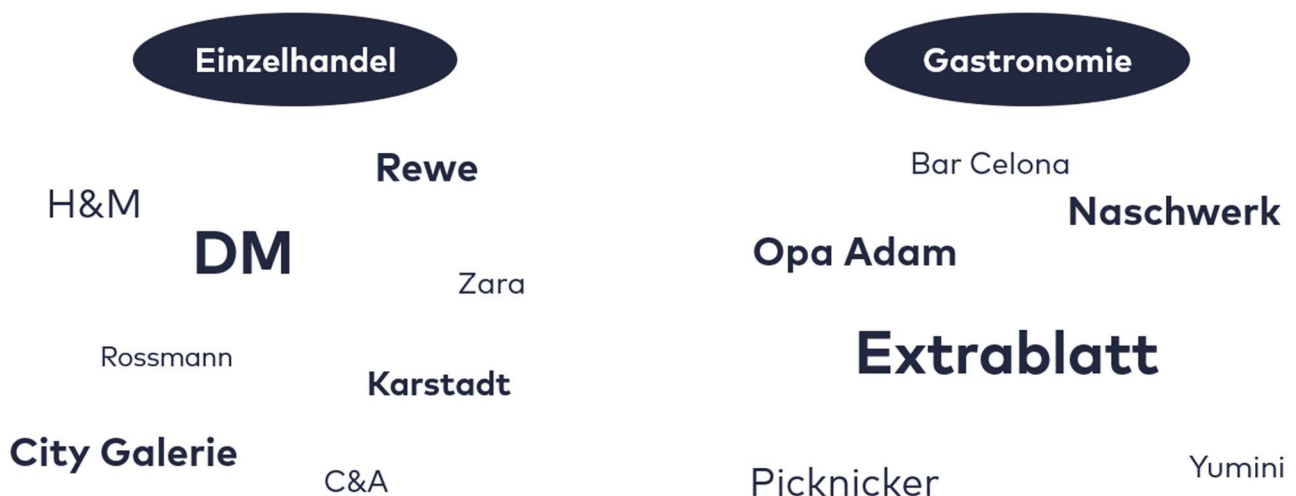 Einzelhandel
Rewe
H&M
DM
Zara
Rossmann
Karstadt
City Galerie
C&A
Gastronomie
Bar Celona
Naschwerk
Opa Adam
Extrablatt
Yumini
Picknicker